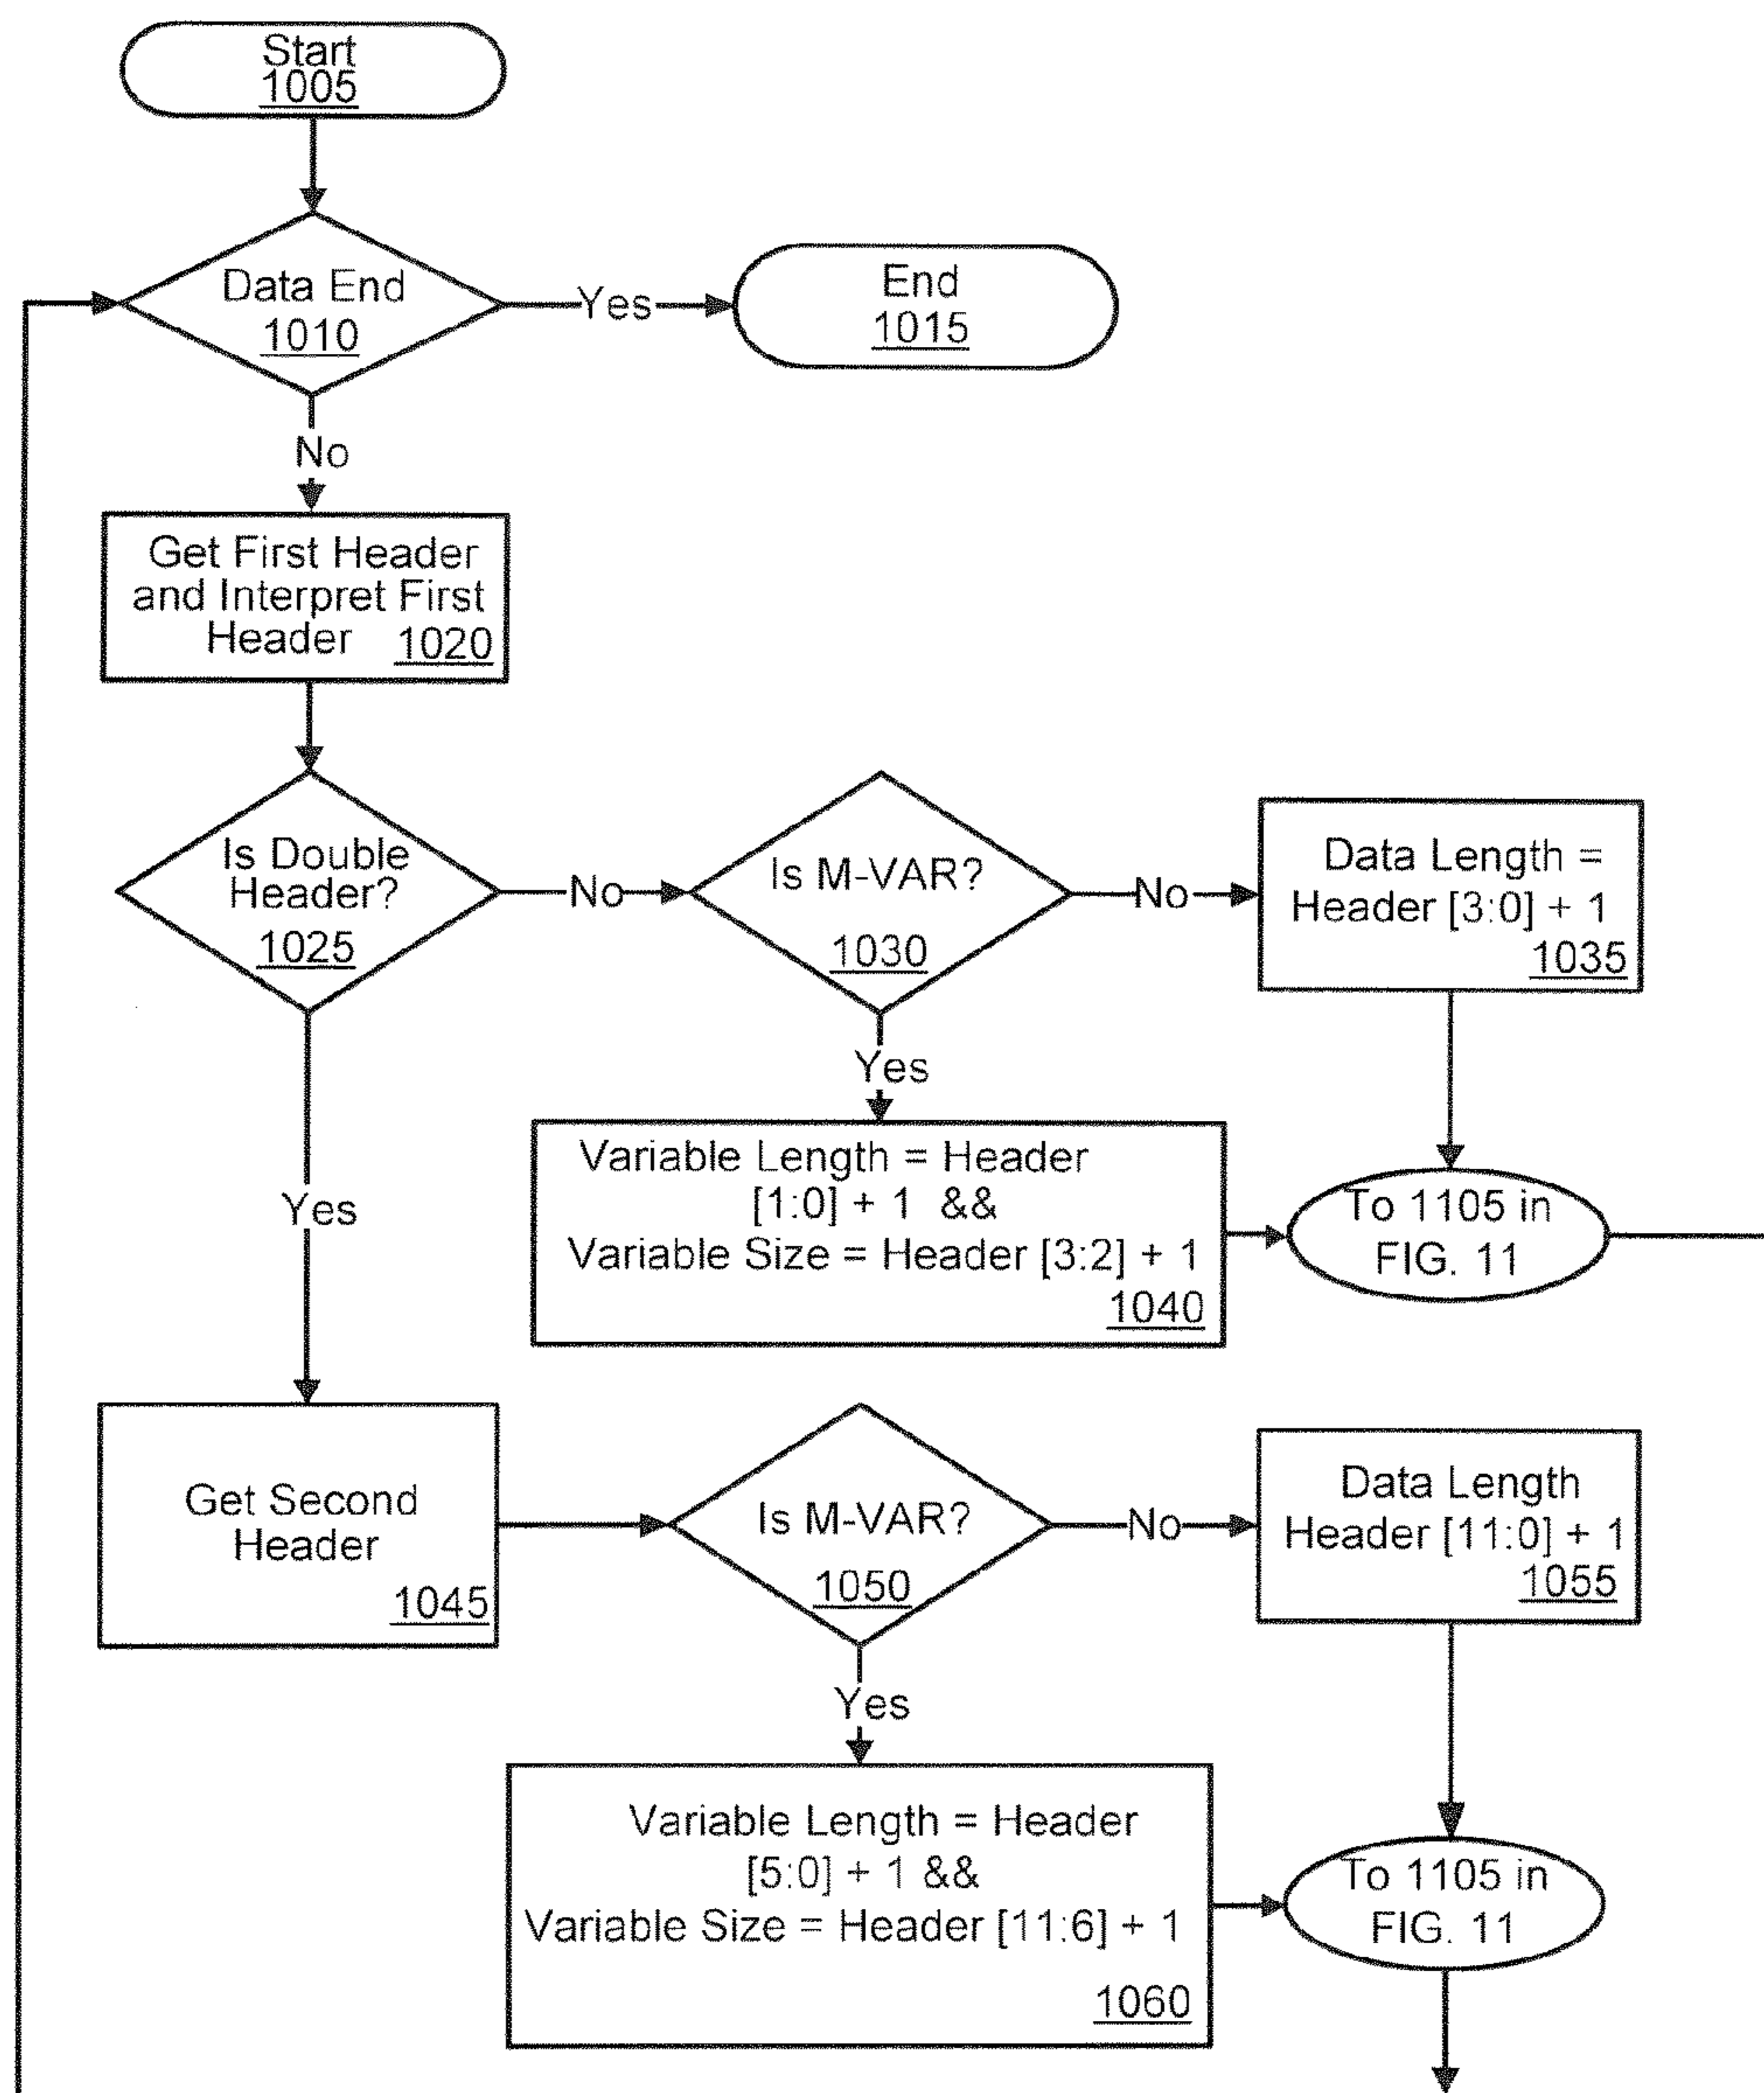 Start
1005
Data End
1010
Yes
End
1015
No
Get First Header
and Interpret First
Header 1020
Is Double
Header?
1025
No
Is M-VAR?
1030
No
Data Length =
Header [3:0] + 1
1035
Yes
Yes
Variable Length = Header
[1:0] + 1 &&
Variable Size = Header [3:2] + 1
1040
To 1105 in
FIG. 11
Get Second
Header
1045
Is M-VAR?
1050
No
Data Length
Header [11:0] + 1
1055
Yes
Variable Length = Header
[5:0] + 1 &&
Variable Size = Header [11:6] + 1
1060
To 1105 in
FIG. 11